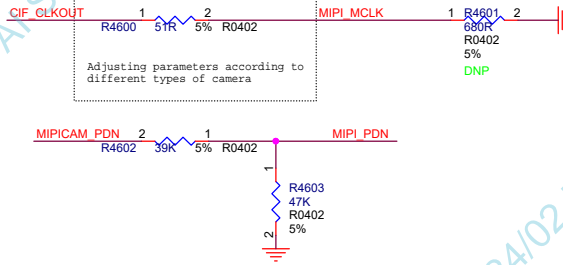 CIF_CLKOUT 1 2 MIPI_MCLK 1 R4601 2
R4600 51R 5% R0402 680R
R0402
5%
DNP
Adjusting parameters according to
different types of camera
MIPICAM_PDN 2 1 MIPI_PDN
R4602 39K 5% R0402
1
R4603
47K
R0402
5%
2